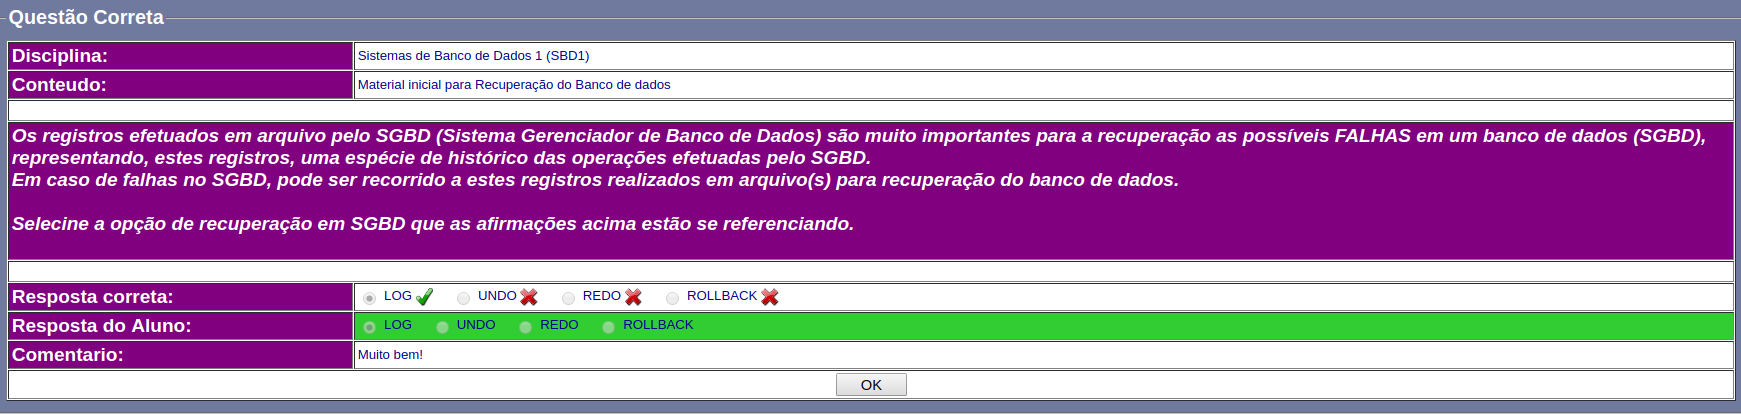 Questão Correta
Disciplina: Sistemas de Banco de Dados 1 (SBD1)
Conteudo: Material inicial para Recuperação do Banco de dados
Os registros efetuados em arquivo pelo SGBD (Sistema Gerenciador de Banco de Dados) são muito importantes para a recuperação as possíveis FALHAS em um banco de dados (SGBD),
representando, estes registros, uma espécie de histórico das operações efetuadas pelo SGBD.
Em caso de falhas no SGBD, pode ser recorrido a estes registros realizados em arquivo(s) para recuperação do banco de dados.
Selecine a opção de recuperação em SGBD que as afirmações acima estão se referenciando.
Resposta correta: LOG UNDO REDO ROLLBACK
Resposta do Aluno: LOG UNDO REDO ROLLBACK
Comentario: Muito bem!
OK